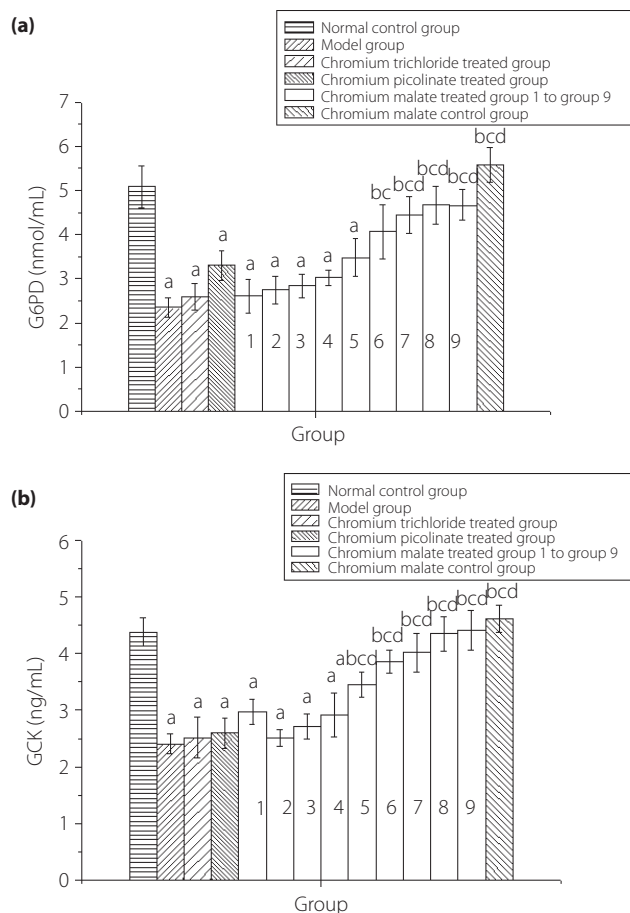 (a)
Normal control group
Model group
Chromium trichloride treated group
Chromium picolinate treated group
Chromium malate treated group 1 to group 9
Chromium malate control group
7
6
5
4
3
2
1
0
G6PD (nmol/mL)
a
a
a
a
a
a
a
a
bc
bcd
bcd
bcd
bcd
1
2
3
4
5
6
7
8
9
Group
(b)
Normal control group
Model group
Chromium trichloride treated group
Chromium picolinate treated group
Chromium malate treated group 1 to group 9
Chromium malate control group
6
5
4
3
2
1
0
GCK (ng/mL)
a
a
a
a
a
a
a
abcd
bcd
bcd
bcd
bcd
bcd
1
2
3
4
5
6
7
8
9
Group